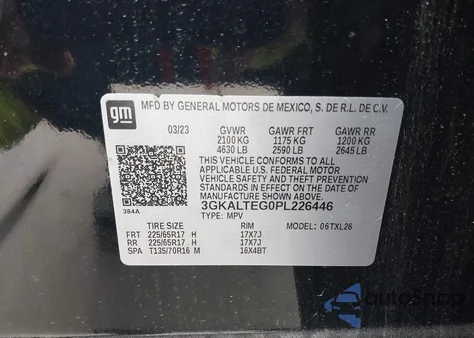 gm
MFD BY GENERAL MOTORS DE MEXICO, S. DE R.L. DE C.V.
03/23 GVWR GAWR FRT GAWR RR
2100 KG 1175 KG 1200 KG
4630 LB 2590 LB 2645 LB
THIS VEHICLE CONFORMS TO ALL
APPLICABLE U.S. FEDERAL MOTOR
VEHICLE SAFETY, BUMPER, AND THEFT
PREVENTION STANDARDS IN EFFECT ON
THE DATE OF MANUFACTURE SHOWN ABOVE.
3GKALTEG0PL226446
384A TYPE: MPV
TIRE SIZE RIM MODEL: 06TXL26
FRT 225/65R17 H 17X7J
RR 225/65R17 H 17X7J
SPA T135/70R16 M 16X4BT
autoSnap